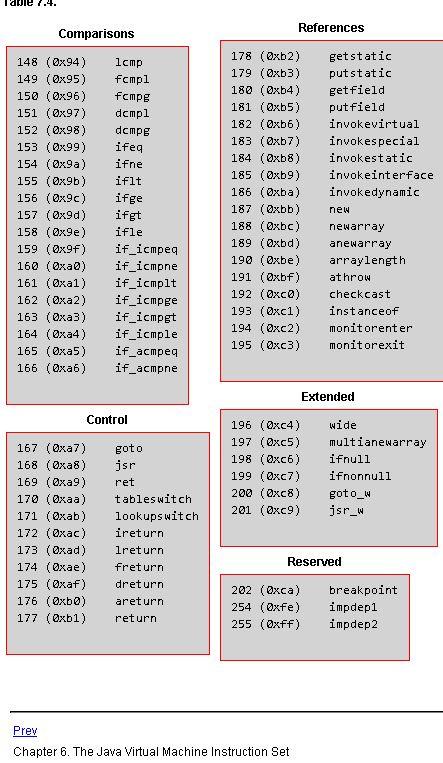 Table 7.4.
Comparisons
148 (0x94) lcmp
149 (0x95) fcmpl
150 (0x96) fcmpg
151 (0x97) dcmpl
152 (0x98) dcmpg
153 (0x99) ifeq
154 (0x9a) ifne
155 (0x9b) iflt
156 (0x9c) ifge
157 (0x9d) ifgt
158 (0x9e) ifle
159 (0x9f) if_icmpeq
160 (0xa0) if_icmpne
161 (0xa1) if_icmplt
162 (0xa2) if_icmpge
163 (0xa3) if_icmpgt
164 (0xa4) if_icmple
165 (0xa5) if_acmpeq
166 (0xa6) if_acmpne
Control
167 (0xa7) goto
168 (0xa8) jsr
169 (0xa9) ret
170 (0xaa) tableswitch
171 (0xab) lookupswitch
172 (0xac) ireturn
173 (0xad) lreturn
174 (0xae) freturn
175 (0xaf) dreturn
176 (0xb0) areturn
177 (0xb1) return
References
178 (0xb2) getstatic
179 (0xb3) putstatic
180 (0xb4) getfield
181 (0xb5) putfield
182 (0xb6) invokevirtual
183 (0xb7) invokespecial
184 (0xb8) invokestatic
185 (0xb9) invokeinterface
186 (0xba) invokedynamic
187 (0xbb) new
188 (0xbc) newarray
189 (0xbd) anewarray
190 (0xbe) arraylength
191 (0xbf) athrow
192 (0xc0) checkcast
193 (0xc1) instanceof
194 (0xc2) monitorenter
195 (0xc3) monitorexit
Extended
196 (0xc4) wide
197 (0xc5) multianewarray
198 (0xc6) ifnull
199 (0xc7) ifnonnull
200 (0xc8) goto_w
201 (0xc9) jsr_w
Reserved
202 (0xca) breakpoint
254 (0xfe) impdep1
255 (0xff) impdep2
Prev
Chapter 6. The Java Virtual Machine Instruction Set